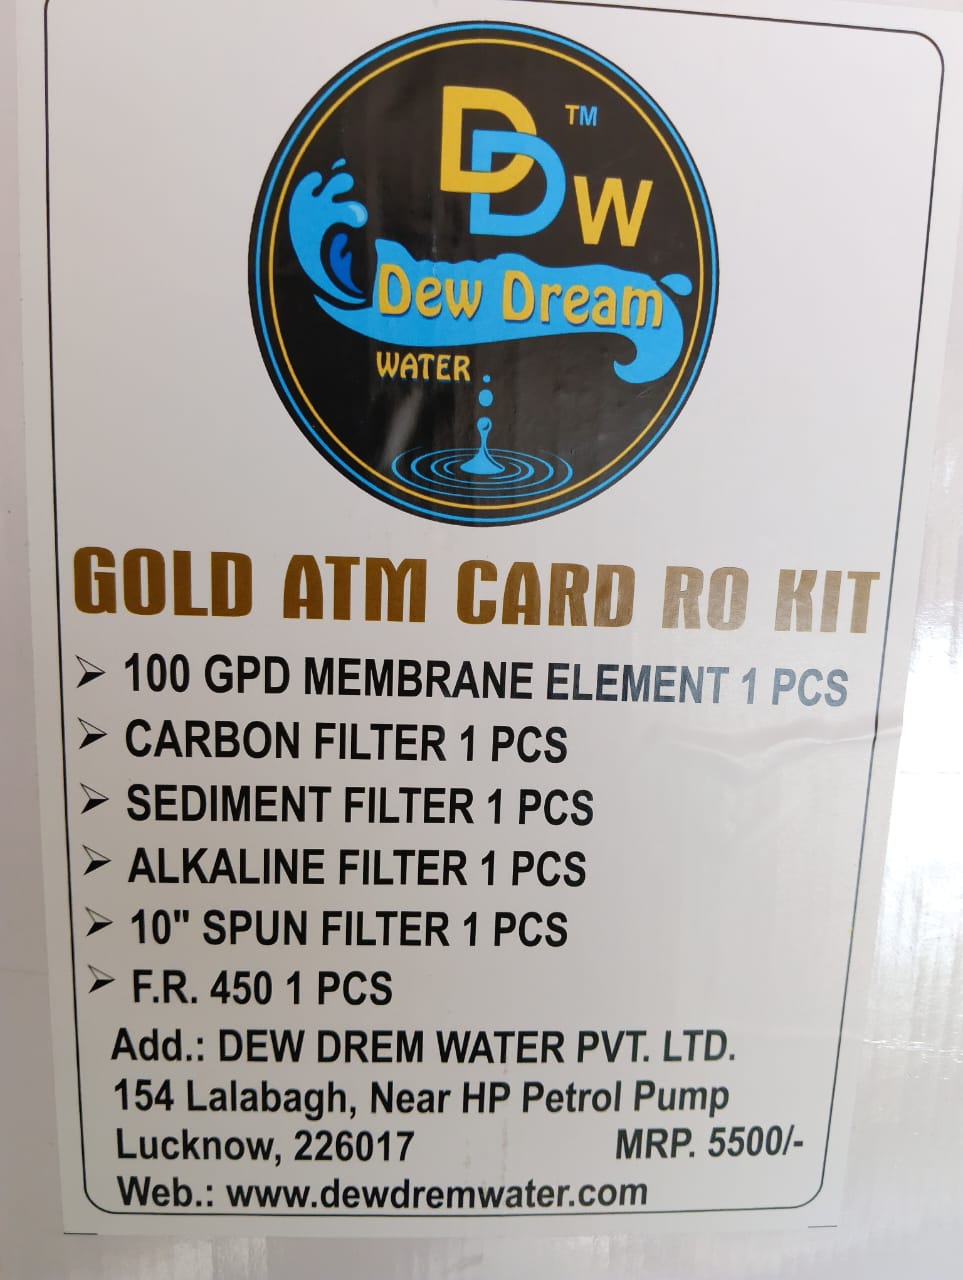 DD W TM
Dew Dream
WATER
GOLD ATM CARD RO KIT
➢ 100 GPD MEMBRANE ELEMENT 1 PCS
➢ CARBON FILTER 1 PCS
➢ SEDIMENT FILTER 1 PCS
➢ ALKALINE FILTER 1 PCS
➢ 10" SPUN FILTER 1 PCS
➢ F.R. 450 1 PCS
Add.: DEW DREM WATER PVT. LTD.
154 Lalabagh, Near HP Petrol Pump
Lucknow, 226017 MRP. 5500/-
Web.: www.dewdremwater.com